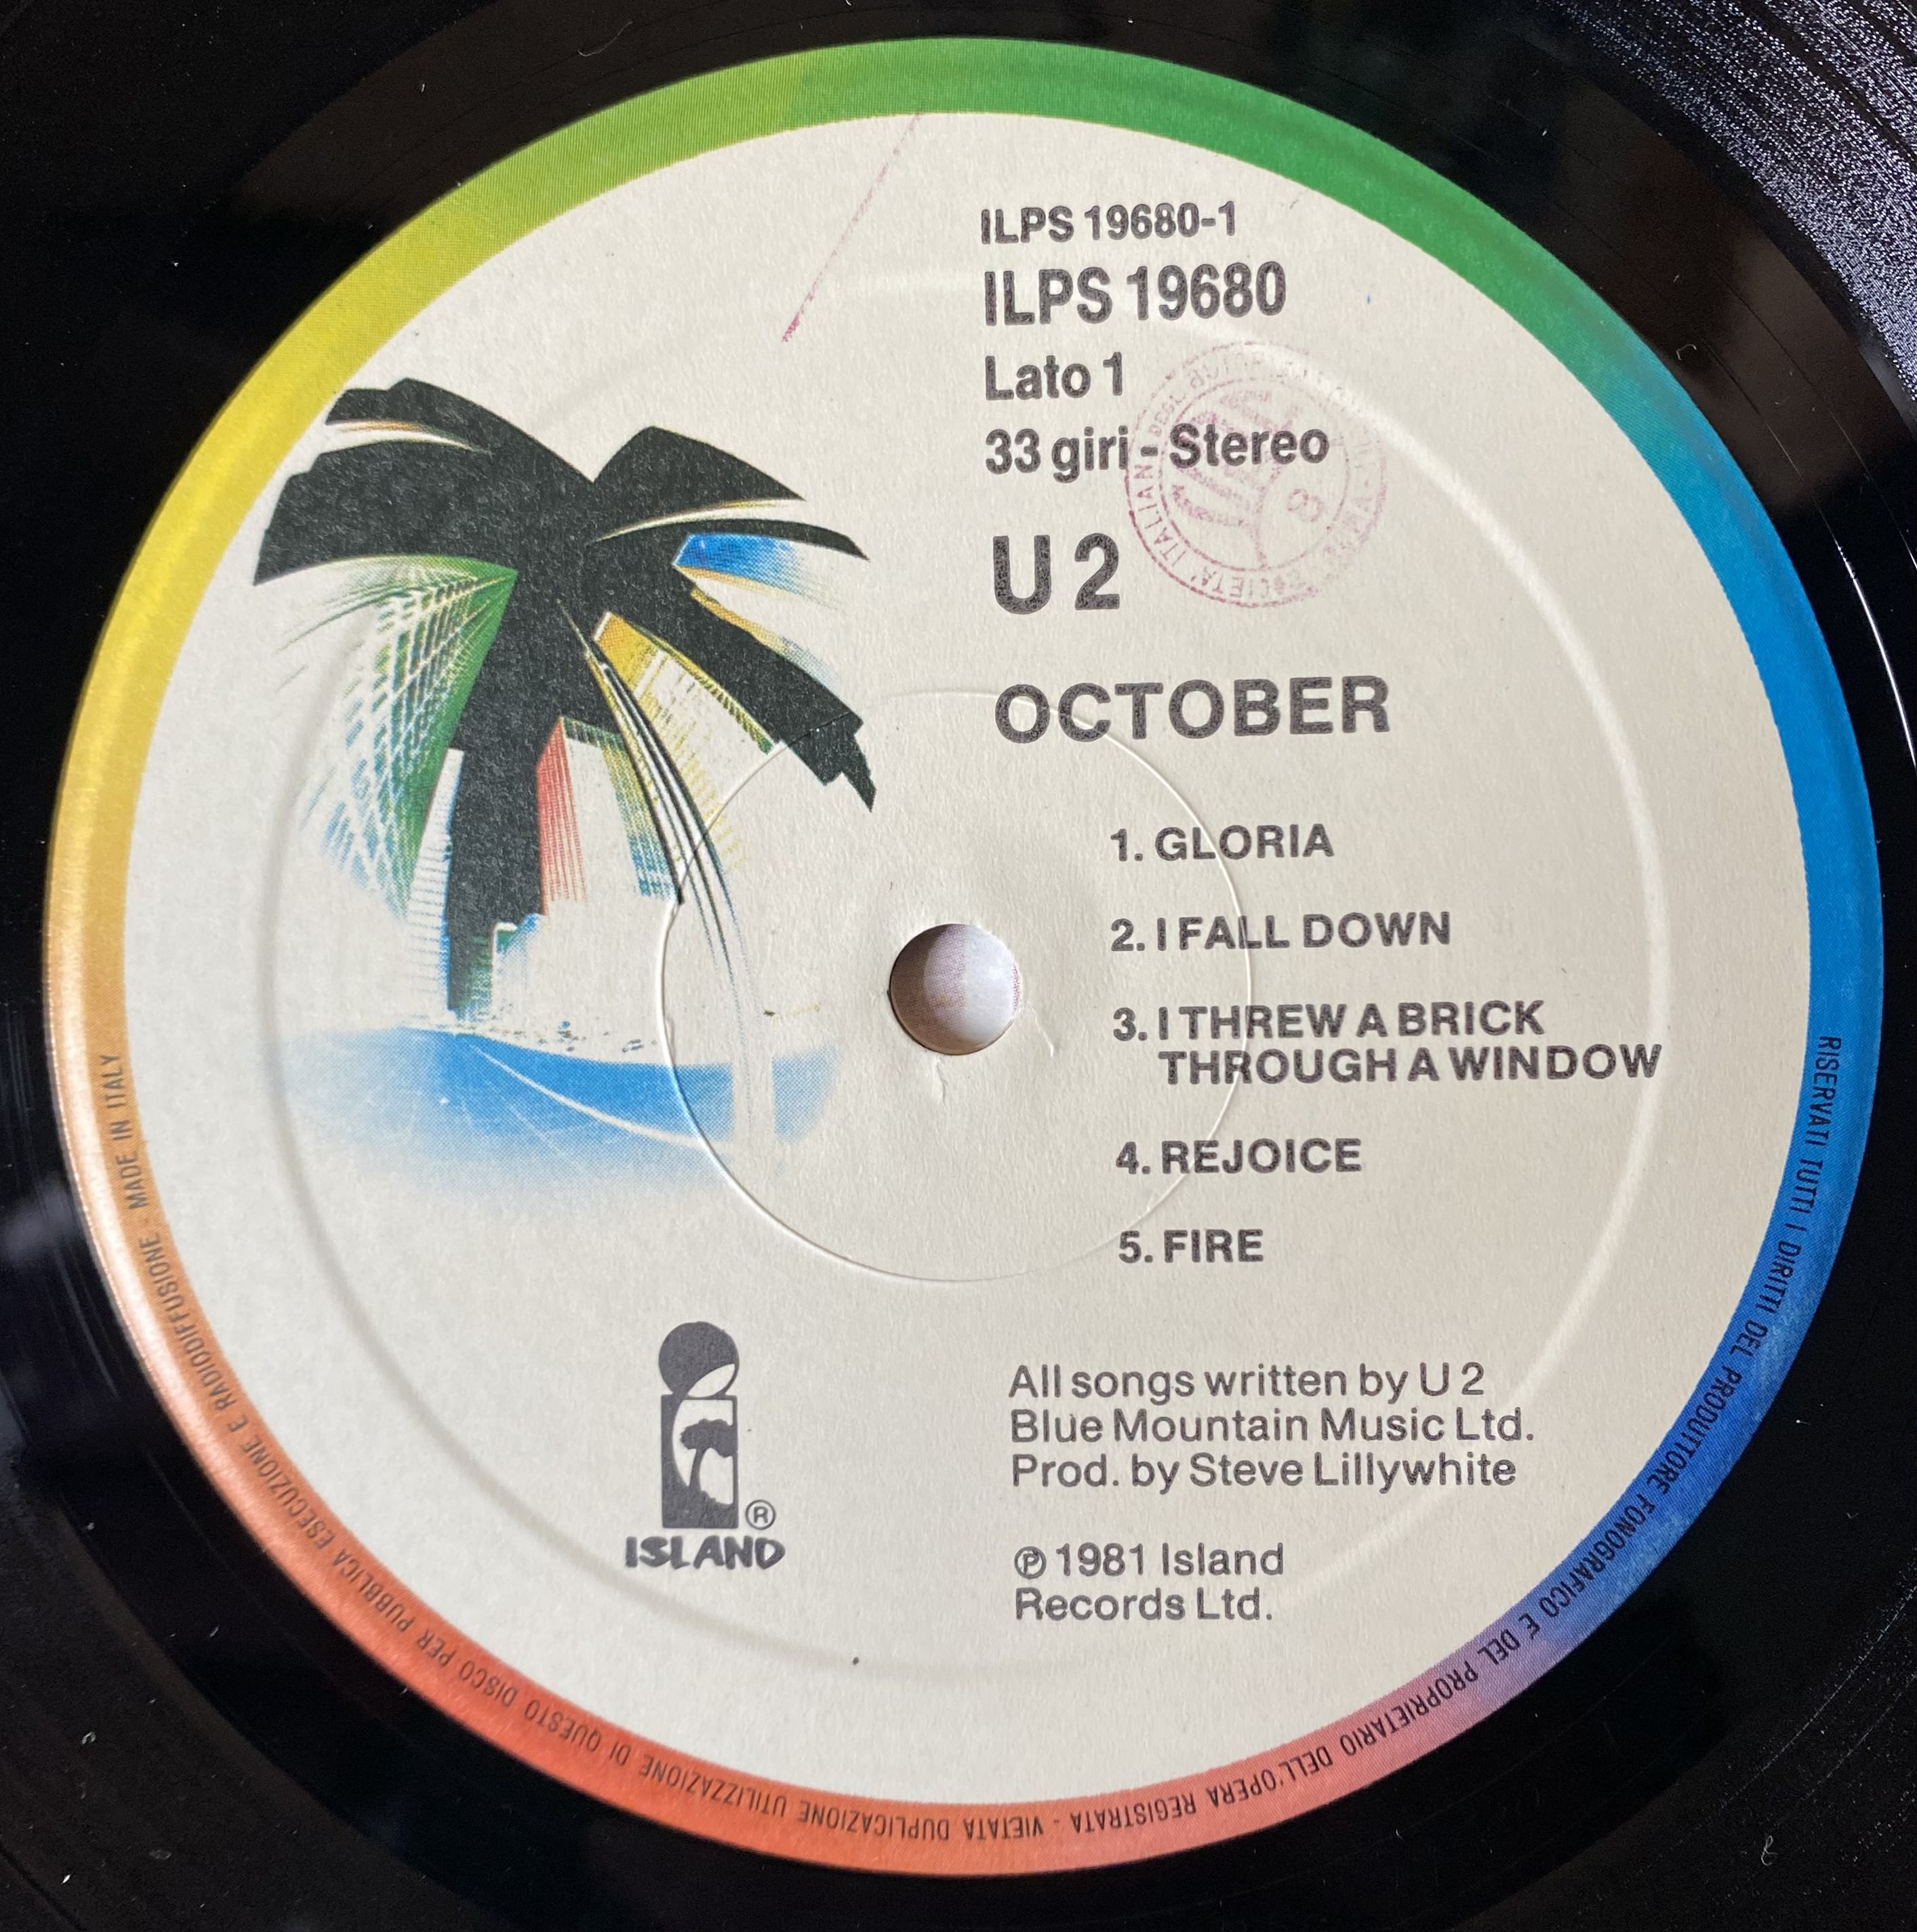 ILPS 19680-1
ILPS 19680
Lato 1
33 giri - Stereo
U 2
OCTOBER
1. GLORIA
2. I FALL DOWN
3. I THREW A BRICK
THROUGH A WINDOW
4. REJOICE
5. FIRE
All songs written by U 2
Blue Mountain Music Ltd.
Prod. by Steve Lillywhite
℗ 1981 Island
Records Ltd.
®
ISLAND
RISERVATI TUTTI I DIRITTI DEL PRODUTTORE FONOGRAFICO E DEL PROPRIETARIO DELL'OPERA REGISTRATA - VIETATA DUPLICAZIONE UTILIZZAZIONE DI QUESTO DISCO PER PUBBLICA ESECUZIONE E RADIODIFFUSIONE - MADE IN ITALY
SOCIETA' ITALIANA DEGL